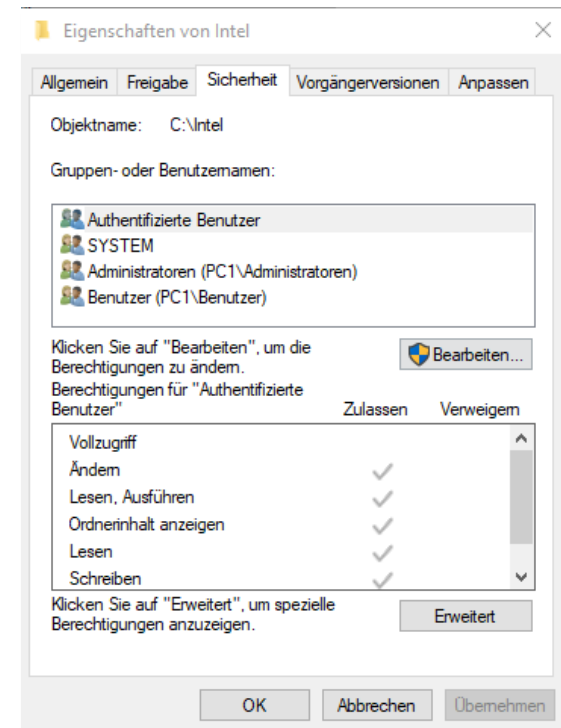 Eigenschaften von Intel
Allgemein Freigabe Sicherheit Vorgängerversionen Anpassen
Objektname: C:\Intel
Gruppen- oder Benutzernamen:
Authentifizierte Benutzer
SYSTEM
Administratoren (PC1\Administratoren)
Benutzer (PC1\Benutzer)
Klicken Sie auf "Bearbeiten", um die
Berechtigungen zu ändern.
Bearbeiten...
Berechtigungen für "Authentifizierte
Benutzer" Zulassen Verweigern
Vollzugriff
Ändern
Lesen, Ausführen
Ordnerinhalt anzeigen
Lesen
Schreiben
Klicken Sie auf "Erweitert", um spezielle
Berechtigungen anzuzeigen.
Erweitert
OK Abbrechen Übernehmen